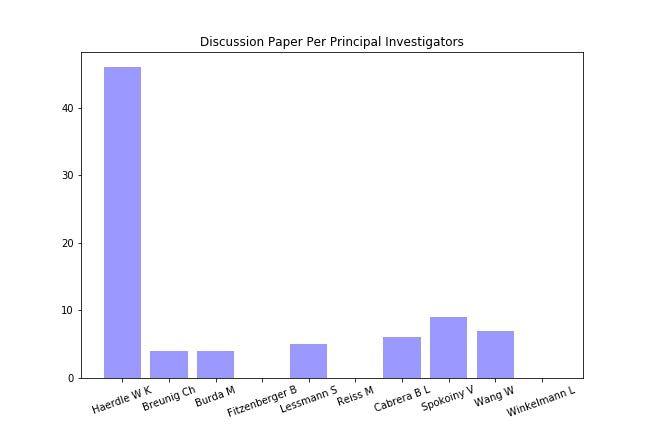 Discussion Paper Per Principal Investigators
40
30
20
10
0
Haerdle W K
Breunig Ch
Burda M
Fitzenberger B
Lessmann S
Reiss M
Cabrera B L
Spokoiny V
Wang W
Winkelmann L